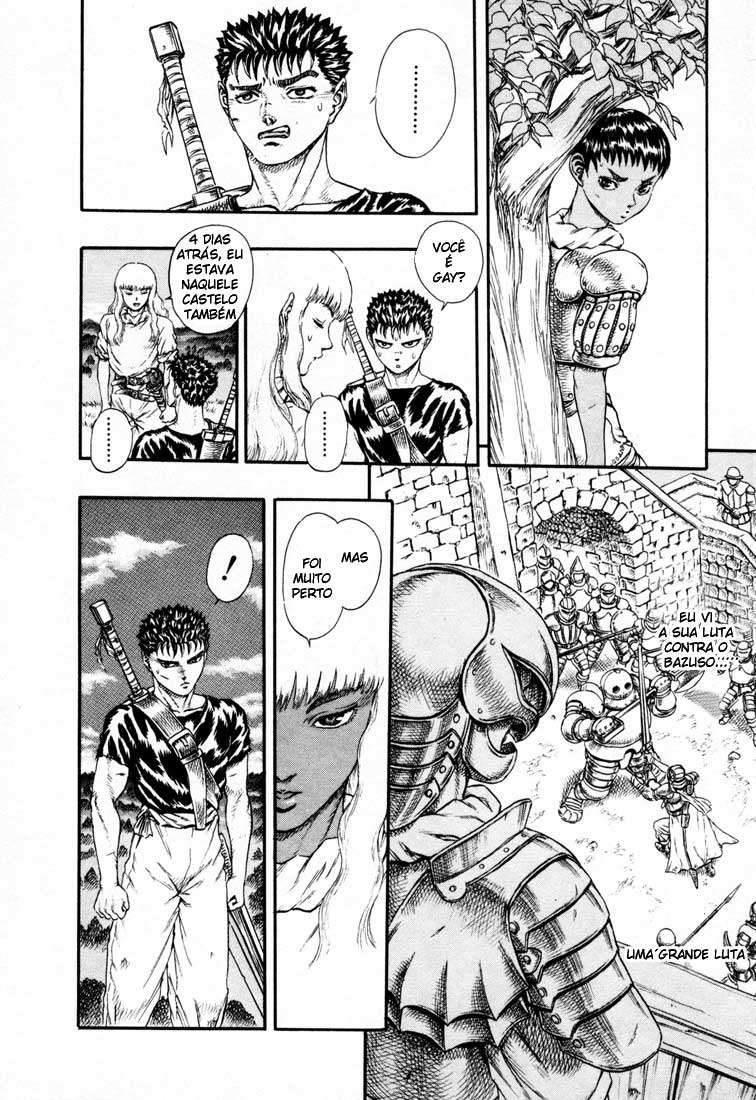 ........
VOCÊ
É
GAY?
........
4 DIAS
ATRÁS, EU
ESTAVA
NAQUELE
CASTELO
TAMBÉM
........
EU VI
A SUA LUTA
CONTRA O
BAZUSO....
UMA GRANDE LUTA
MAS
FOI
MUITO
PERTO
!